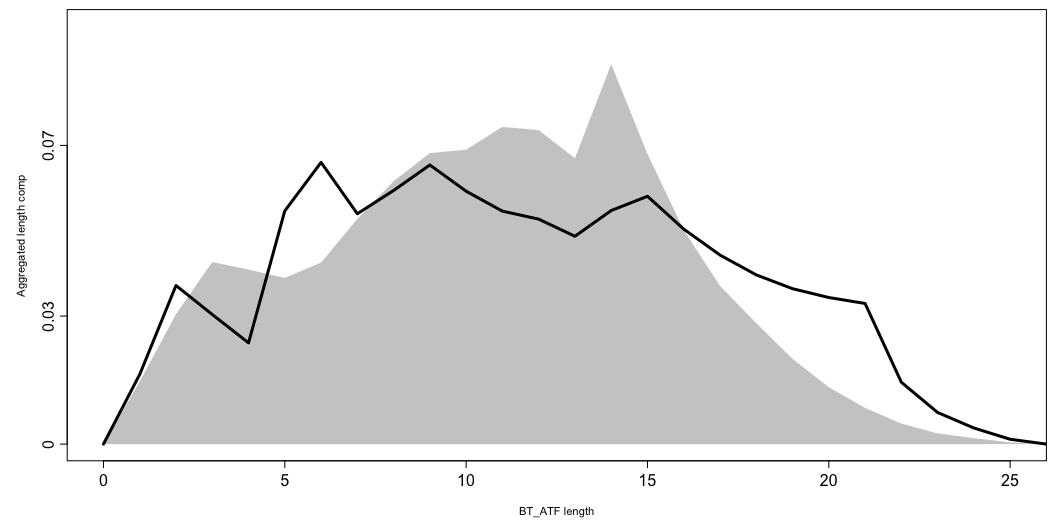 Aggregated length comp
0.07
0.03
0
0 5 10 15 20 25
BT_ATF length